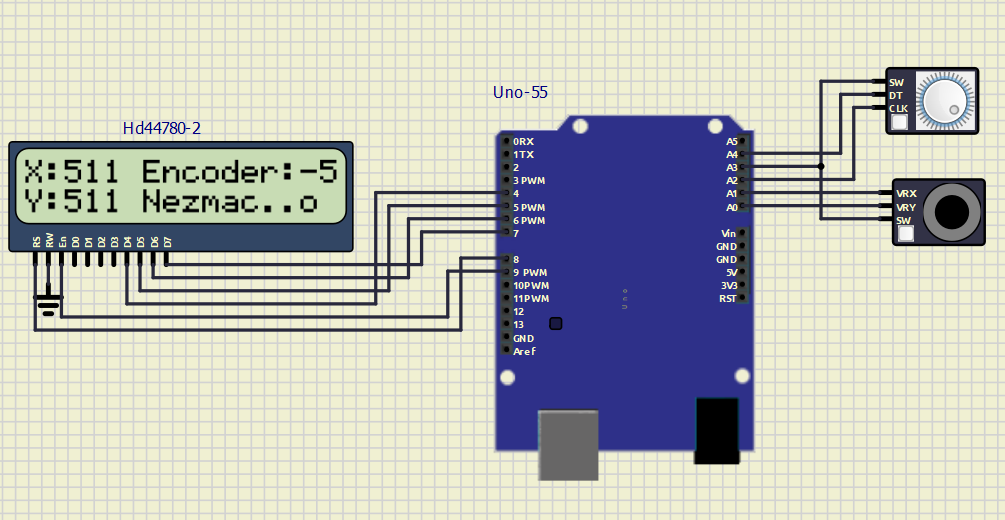 Uno-55
Hd44780-2
X:511 Encoder:-5
Y:511 Nezmac..o
RS RW En D0 D1 D2 D3 D4 D5 D6 D7
0RX
1TX
2
3 PWM
4
5 PWM
6 PWM
7
8
9 PWM
10PWM
11PWM
12
13
GND
Aref
A5
A4
A3
A2
A1
A0
Vin
GND
GND
5V
3V3
RST
uno
SW
DT
CLK
VRX
VRY
SW